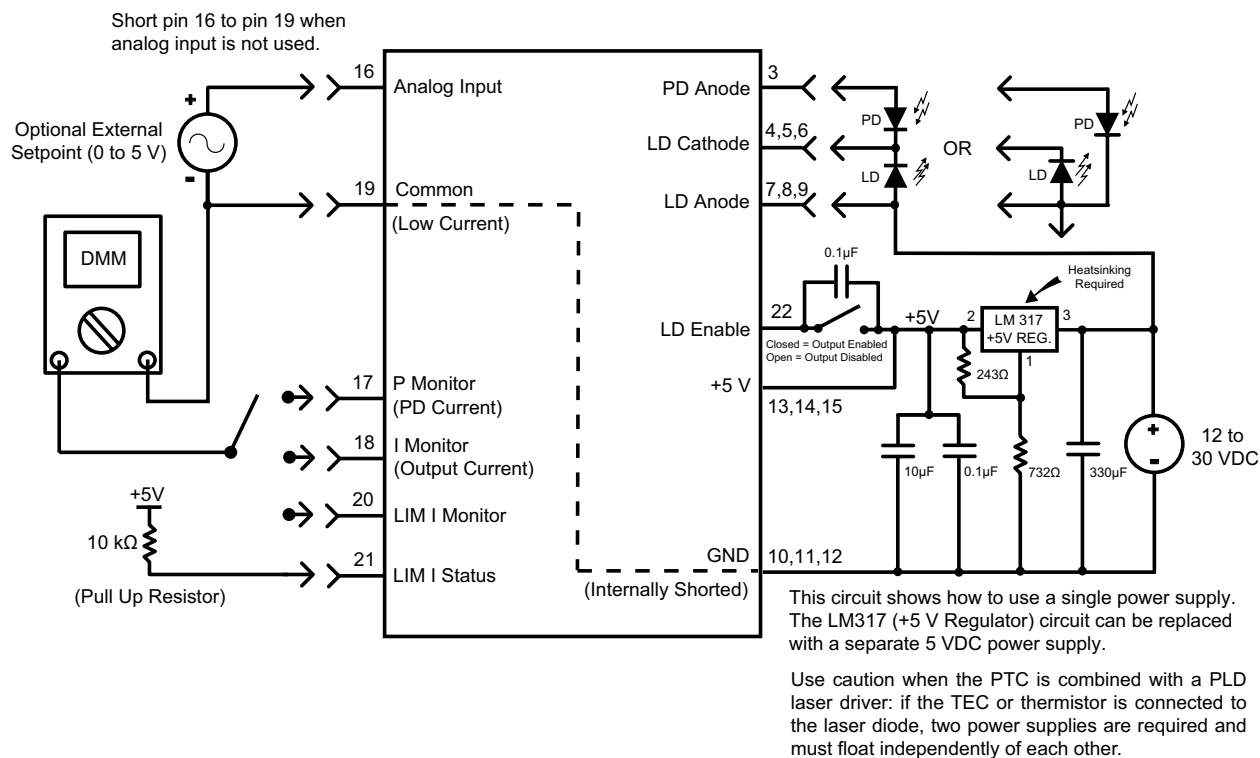 Short pin 16 to pin 19 when
analog input is not used.
16
Analog Input
+
Optional External
Setpoint (0 to 5 V)
-
19
Common
(Low Current)
DMM
17
P Monitor
(PD Current)
18
I Monitor
(Output Current)
+5V
20
LIM I Monitor
10 kΩ
21
LIM I Status
(Pull Up Resistor)
PD Anode
3
PD
LD Cathode
4,5,6
LD
LD Anode
7,8,9
OR
PD
LD
0.1µF
Heatsinking
Required
LD Enable
22
Closed = Output Enabled
Open = Output Disabled
+5V
2
LM 317
+5V REG.
3
1
243Ω
+5 V
13,14,15
10µF
0.1µF
732Ω
330µF
+
-
12 to
30 VDC
GND
10,11,12
(Internally Shorted)
This circuit shows how to use a single power supply.
The LM317 (+5 V Regulator) circuit can be replaced
with a separate 5 VDC power supply.
Use caution when the PTC is combined with a PLD
laser driver: if the TEC or thermistor is connected to
the laser diode, two power supplies are required and
must float independently of each other.